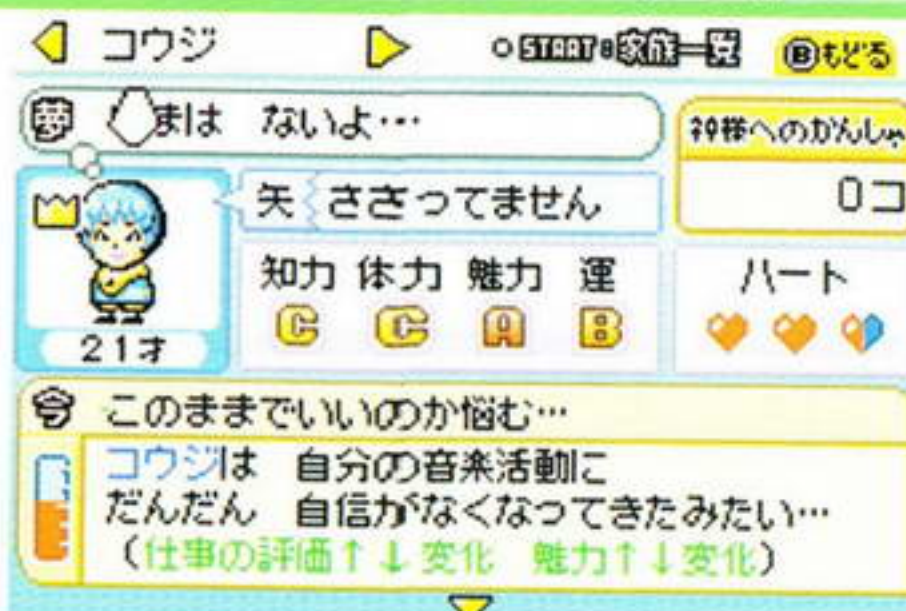 コウジ
START 家族一覧
Ⓑもどる
夢 まは ないよ…
神様へのかんしゃ
0コ
矢 ささってません
知力 体力 魅力 運
C C A B
ハート
21才
今 このままでいいのか悩む…
コウジは 自分の音楽活動に
だんだん 自信がなくなってきたみたい…
（仕事の評価↑↓変化 魅力↑↓変化）